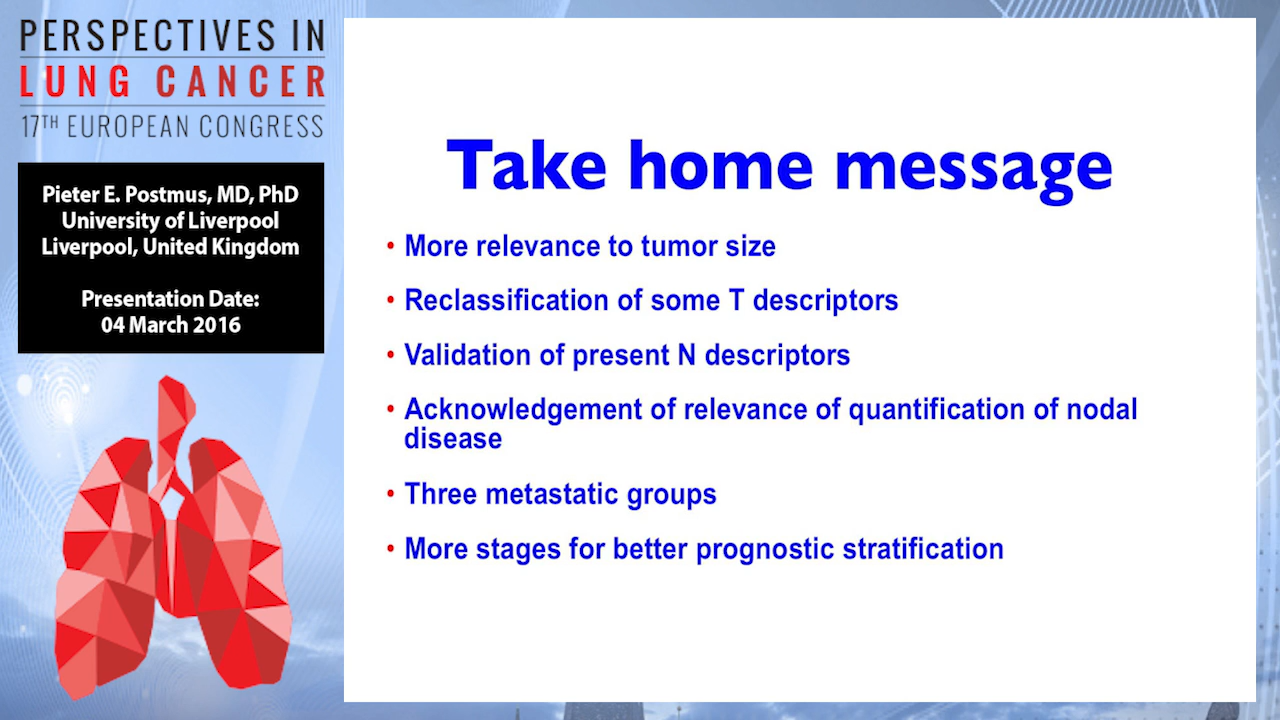 PERSPECTIVES IN
LUNG CANCER
17TH EUROPEAN CONGRESS
Pieter E. Postmus, MD, PhD
University of Liverpool
Liverpool, United Kingdom
Presentation Date:
04 March 2016
Take home message
• More relevance to tumor size
• Reclassification of some T descriptors
• Validation of present N descriptors
• Acknowledgement of relevance of quantification of nodal
disease
• Three metastatic groups
• More stages for better prognostic stratification